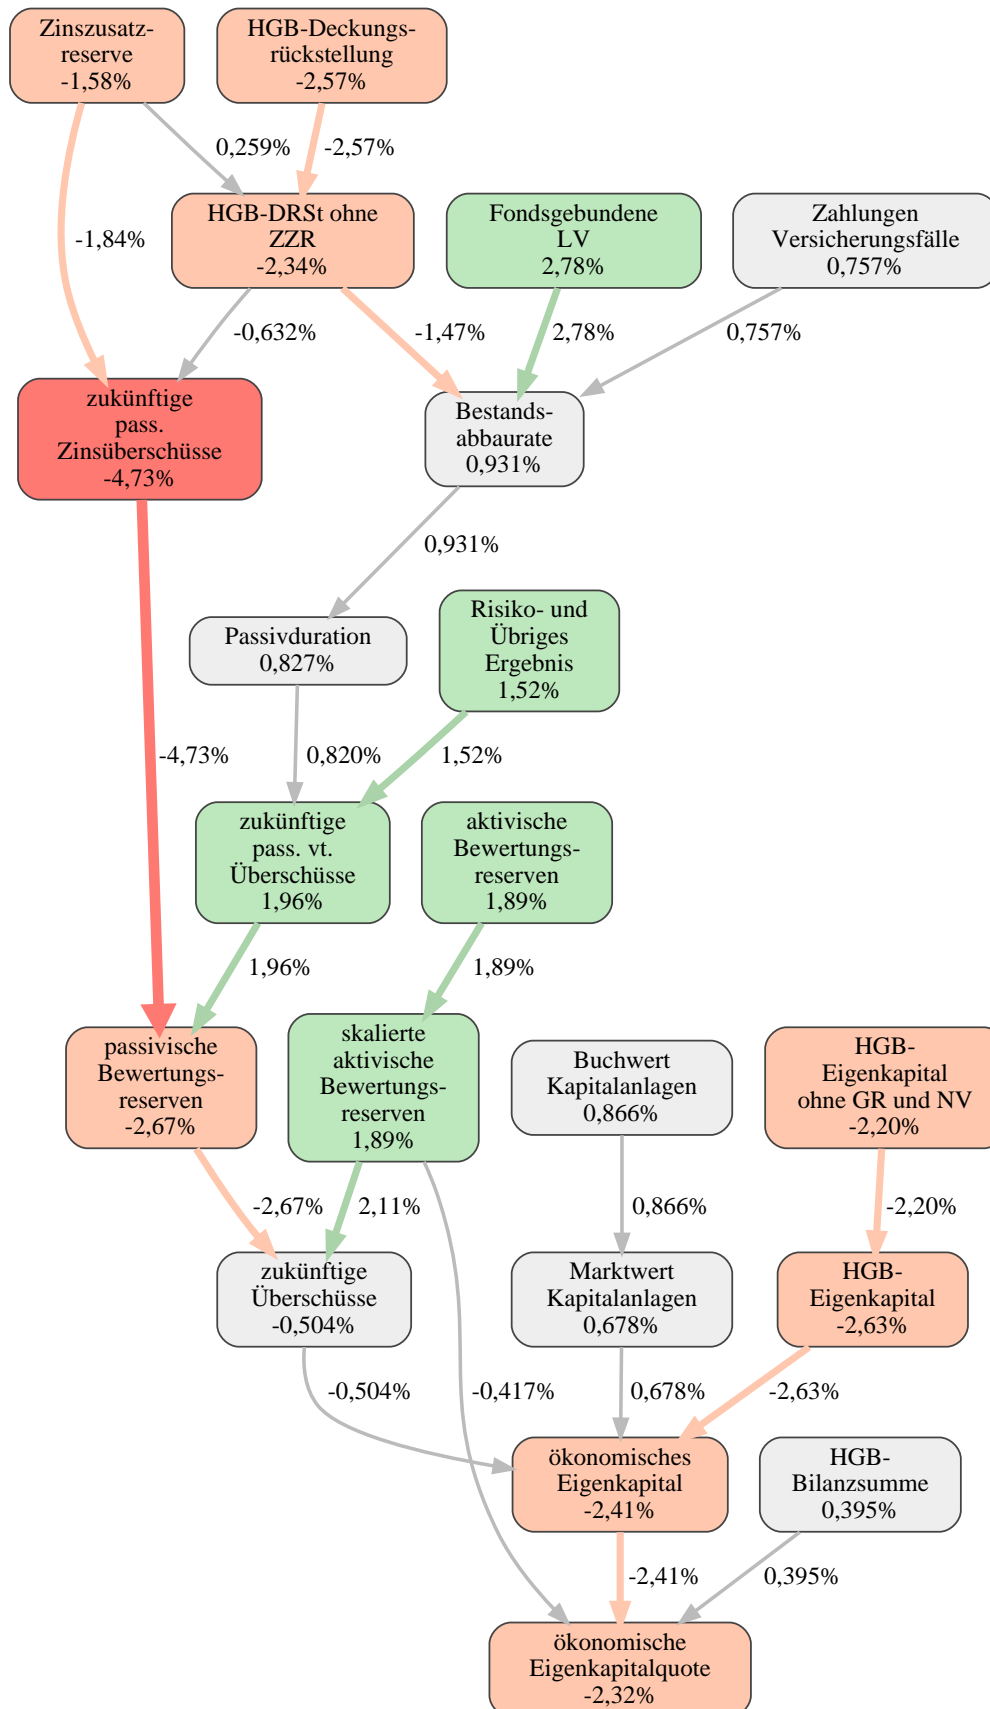 Zinszusatz-
reserve
-1,58%
HGB-Deckungs-
rückstellung
-2,57%
0,259%
-2,57%
-1,84%
HGB-DRSt ohne
ZZR
-2,34%
Fondsgebundene
LV
2,78%
Zahlungen
Versicherungsfälle
0,757%
-0,632%
-1,47%
2,78%
0,757%
zukünftige
pass.
Zinsüberschüsse
-4,73%
Bestands-
abbaurate
0,931%
0,931%
Passivduration
0,827%
Risiko- und
Übriges
Ergebnis
1,52%
-4,73%
0,820%
1,52%
zukünftige
pass. vt.
Überschüsse
1,96%
aktivische
Bewertungs-
reserven
1,89%
1,96%
1,89%
passivische
Bewertungs-
reserven
-2,67%
skalierte
aktivische
Bewertungs-
reserven
1,89%
Buchwert
Kapitalanlagen
0,866%
HGB-
Eigenkapital
ohne GR und NV
-2,20%
-2,67%
2,11%
0,866%
-2,20%
zukünftige
Überschüsse
-0,504%
Marktwert
Kapitalanlagen
0,678%
HGB-
Eigenkapital
-2,63%
-0,504%
-0,417%
0,678%
-2,63%
ökonomisches
Eigenkapital
-2,41%
HGB-
Bilanzsumme
0,395%
-2,41%
0,395%
ökonomische
Eigenkapitalquote
-2,32%